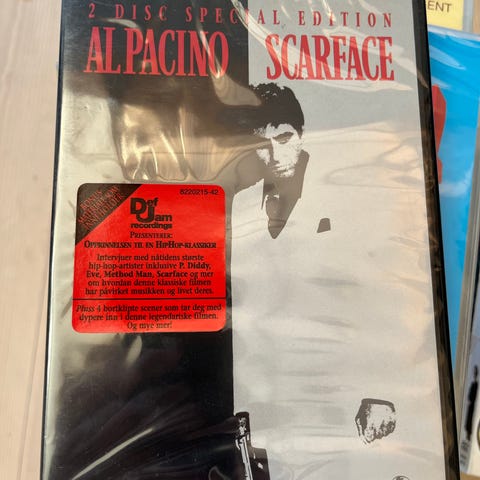 2 DISC SPECIAL EDITION
AL PACINO SCARFACE
8220215-42
Def
Jam
recordings
PRESENTERER:
OPPRINNELSEN TIL EN HIPHOP-KLASSIKER
Intervjuer med nåtidens største
hip-hop-artister inklusive P. Diddy,
Eve, Method Man, Scarface og mer
om hvordan denne klassiske filmen
har påvirket musikken og livet deres.
Pluss 4 bortklipte scener som tar deg med
dypere inn i denne legendariske filmen.
Og mye mer!
ENT